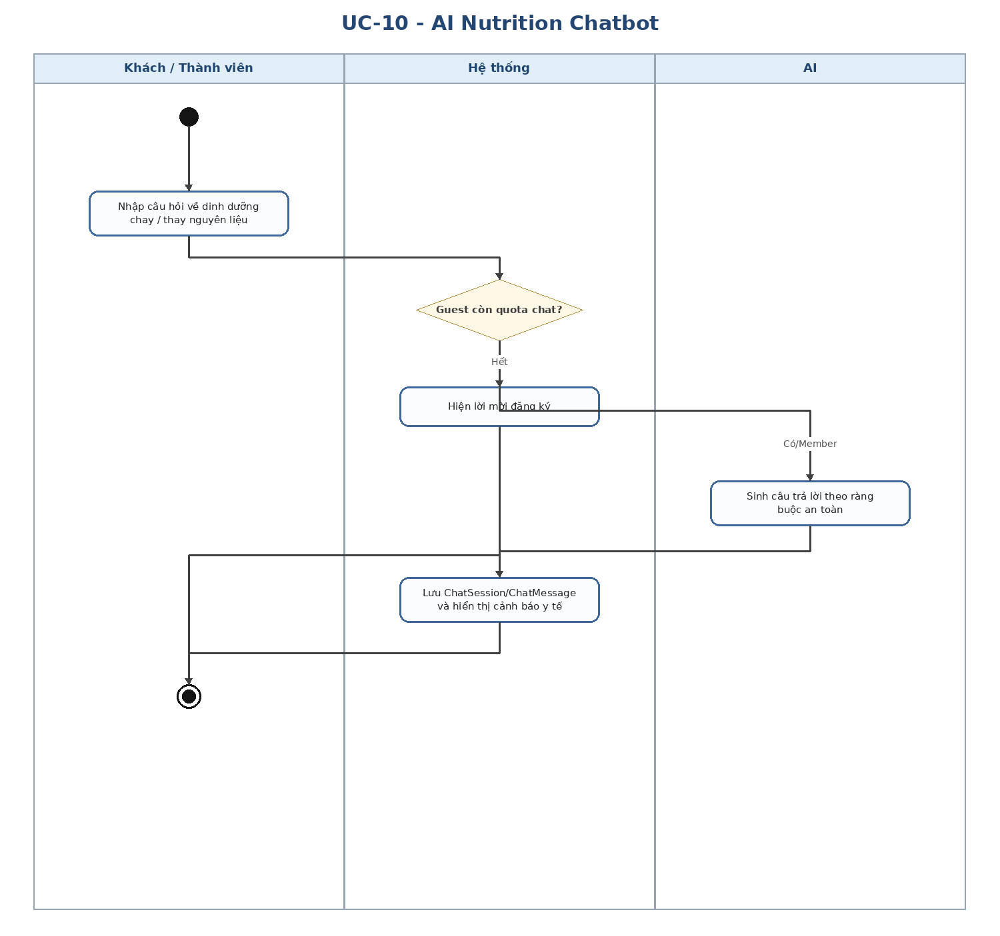 UC-10 - AI Nutrition Chatbot
Khách / Thành viên
Hệ thống
AI
Nhập câu hỏi về dinh dưỡng
chay / thay nguyên liệu
Guest còn quota chat?
Hết
Hiện lời mời đăng ký
Có/Member
Sinh câu trả lời theo ràng
buộc an toàn
Lưu ChatSession/ChatMessage
và hiển thị cảnh báo y tế